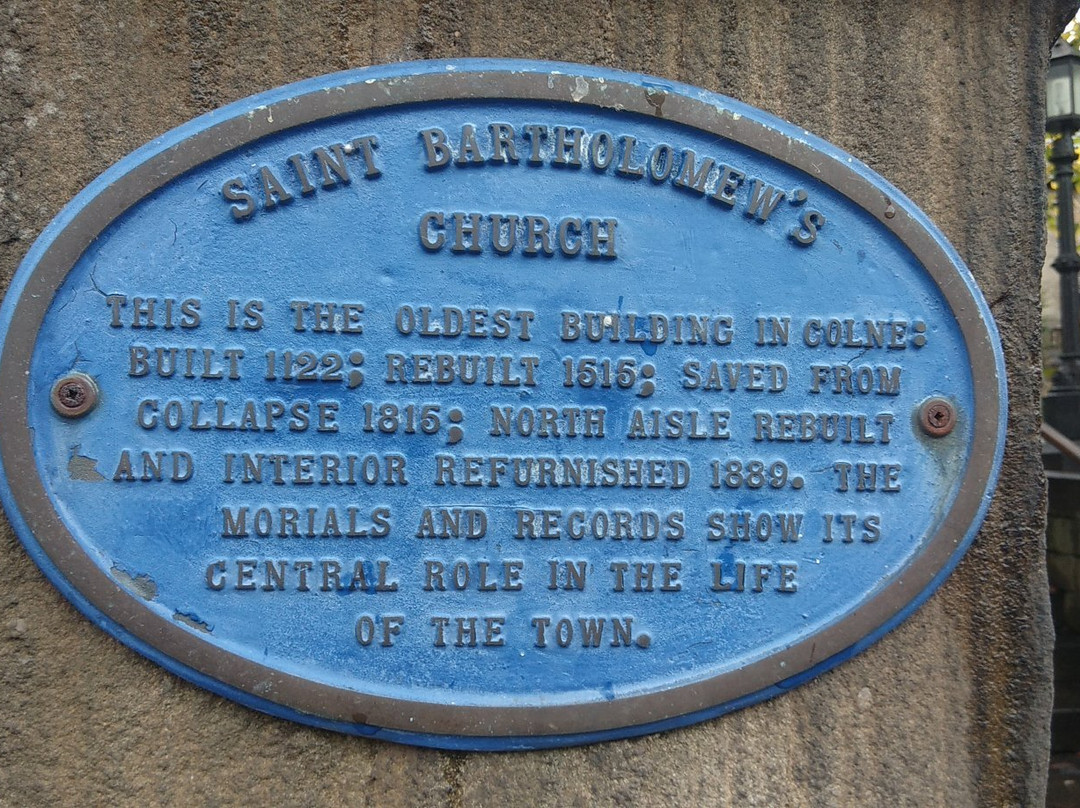 SAINT BARTHOLOMEW'S
CHURCH
THIS IS THE OLDEST BUILDING IN COLNE:
BUILT 1122; REBUILT 1515; SAVED FROM
COLLAPSE 1815; NORTH AISLE REBUILT
AND INTERIOR REFURNISHED 1889. THE
MORIALS AND RECORDS SHOW ITS
CENTRAL ROLE IN THE LIFE
OF THE TOWN.